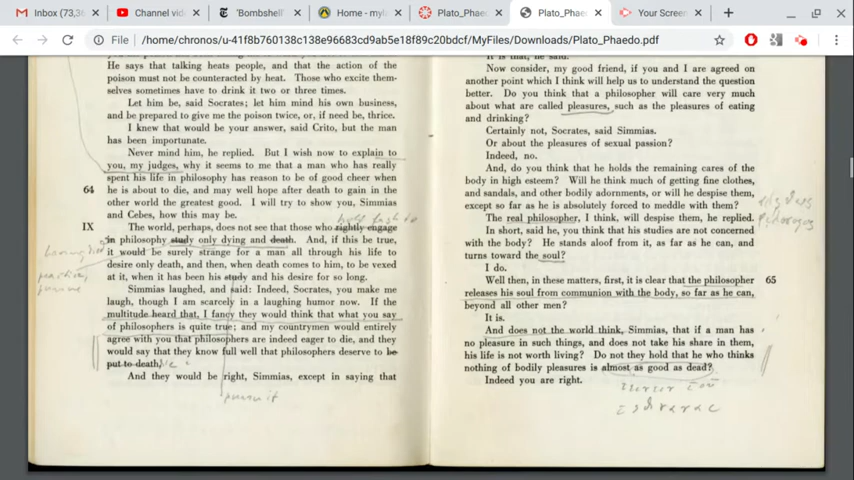 Inbox (73,3
Channel vide
'Bombshell'
Home - myla
Plato_Phaed
Plato_Phaed
Your Screen
File
/home/chronos/u-41f8b760138c138e96683cd9ab5e18f89c20bdcf/MyFiles/Downloads/Plato_Phaedo.pdf
He says that talking heats people, and that the action of the
poison must not be counteracted by heat. Those who excite them-
selves sometimes have to drink it two or three times.
Let him be, said Socrates; let him mind his own business,
and be prepared to give me the poison twice, or, if need be, thrice.
I knew that would be your answer, said Crito, but the man
has been importunate.
Never mind him, he replied. But I wish now to explain to
you, my judges, why it seems to me that a man who has really
spent his life in philosophy has reason to be of good cheer when
64
he is about to die, and may well hope after death to gain in the
other world the greatest good. I will try to show you, Simmias
and Cebes, how this may be.
hold fast to
IX
The world, perhaps, does not see that those who rightly engage
in philosophy study only dying and death. And, if this be true,
it would be surely strange for a man all through his life to
desire only death, and then, when death comes to him, to be vexed
at it, when it has been his study and his desire for so long.
Simmias laughed, and said: Indeed, Socrates, you make me
laugh, though I am scarcely in a laughing humor now. If the
multitude heard that, I fancy they would think that what you say
of philosophers is quite true; and my countrymen would entirely
agree with you that philosophers are indeed eager to die, and they
would say that they know full well that philosophers deserve to be
put to death.
And they would be right, Simmias, except in saying that
pursue it
It is that, he said.
Now consider, my good friend, if you and I are agreed on
another point which I think will help us to understand the question
better. Do you think that a philosopher will care very much
about what are called pleasures, such as the pleasures of eating
and drinking?
Certainly not, Socrates, said Simmias.
Or about the pleasures of sexual passion?
Indeed, no.
And, do you think that he holds the remaining cares of the
body in high esteem? Will he think much of getting fine clothes,
and sandals, and other bodily adornments, or will he despise them,
except so far as he is absolutely forced to meddle with them?
The real philosopher, I think, will despise them, he replied.
In short, said he, you think that his studies are not concerned
with the body? He stands aloof from it, as far as he can, and
turns toward the soul?
I do.
Well then, in these matters, first, it is clear that the philosopher
65
releases his soul from communion with the body, so far as he can,
beyond all other men?
It is.
And does not the world think, Simmias, that if a man has
no pleasure in such things, and does not take his share in them,
his life is not worth living? Do not they hold that he who thinks
nothing of bodily pleasures is almost as good as dead?
Indeed you are right.